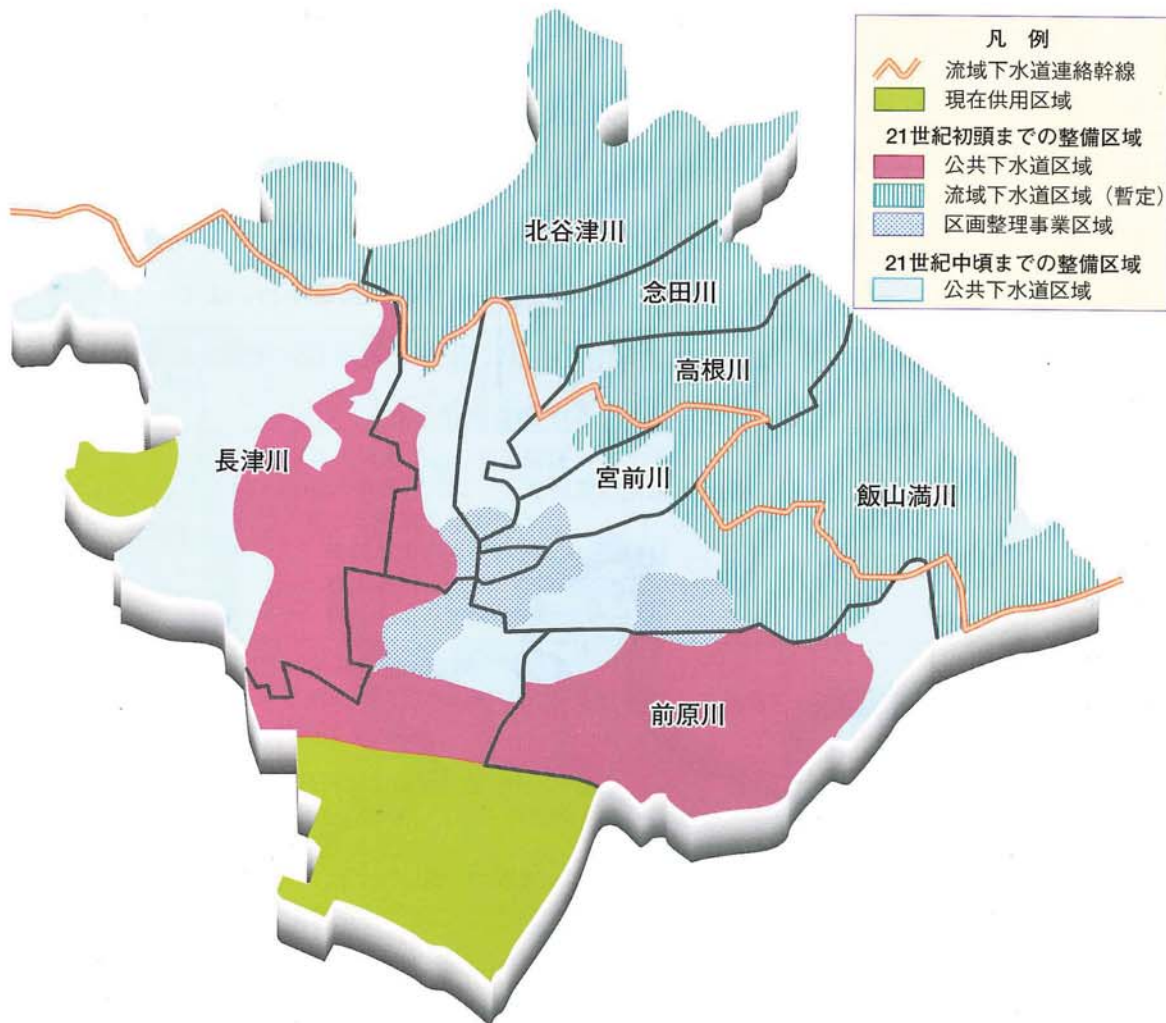 凡 例
流域下水道連絡幹線
現在供用区域
21世紀初頭までの整備区域
公共下水道区域
流域下水道区域（暫定）
区画整理事業区域
21世紀中頃までの整備区域
公共下水道区域
北谷津川
念田川
高根川
長津川
宮前川
飯山満川
前原川